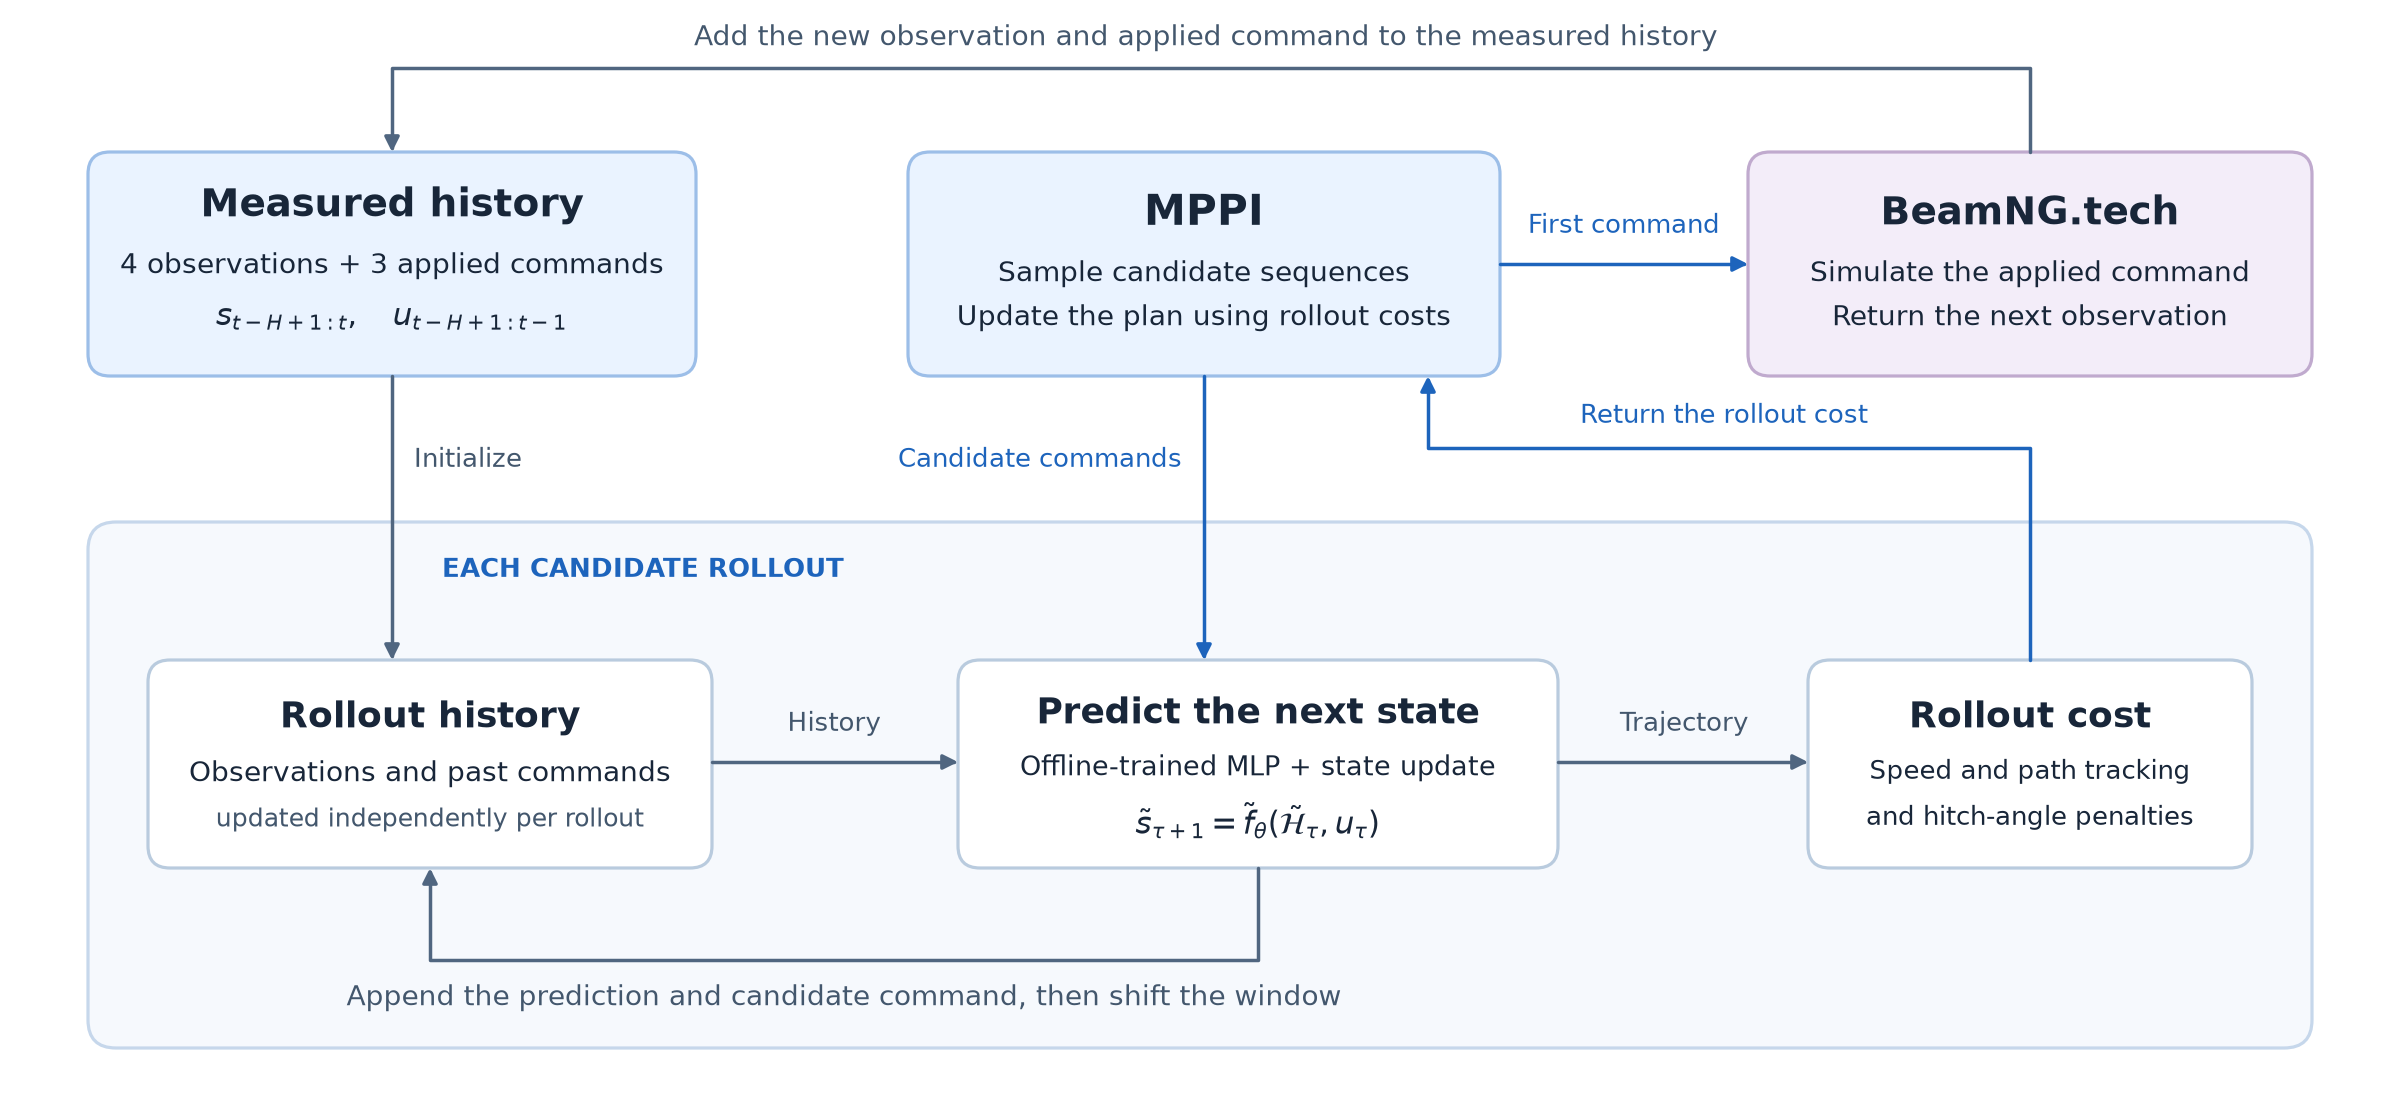 Add the new observation and applied command to the measured history
Measured history
4 observations + 3 applied commands
s_{t−H+1:t},   u_{t−H+1:t−1}
MPPI
Sample candidate sequences
Update the plan using rollout costs
First command
BeamNG.tech
Simulate the applied command
Return the next observation
Return the rollout cost
Initialize
Candidate commands
EACH CANDIDATE ROLLOUT
Rollout history
Observations and past commands
updated independently per rollout
History
Predict the next state
Offline-trained MLP + state update
s̃_{τ+1} = f̃_θ(ℋ̃_τ, u_τ)
Trajectory
Rollout cost
Speed and path tracking
and hitch-angle penalties
Append the prediction and candidate command, then shift the window